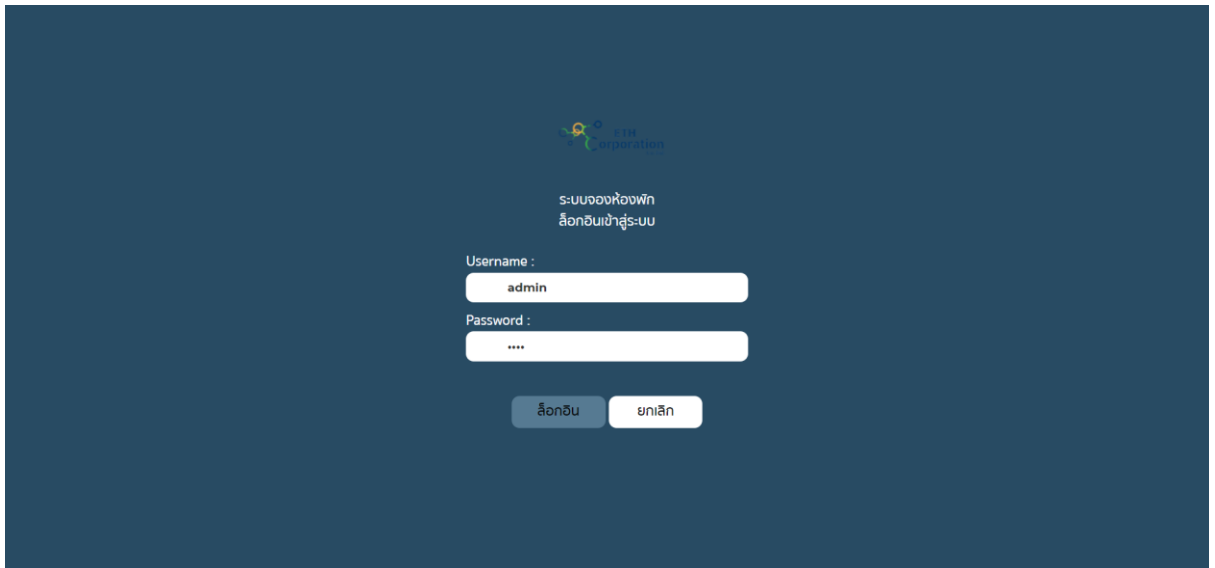 ETH
Corporation
ระบบจองห้องพัก
ล็อกอินเข้าสู่ระบบ
Username :
admin
Password :
••••
ล็อกอิน ยกเลิก